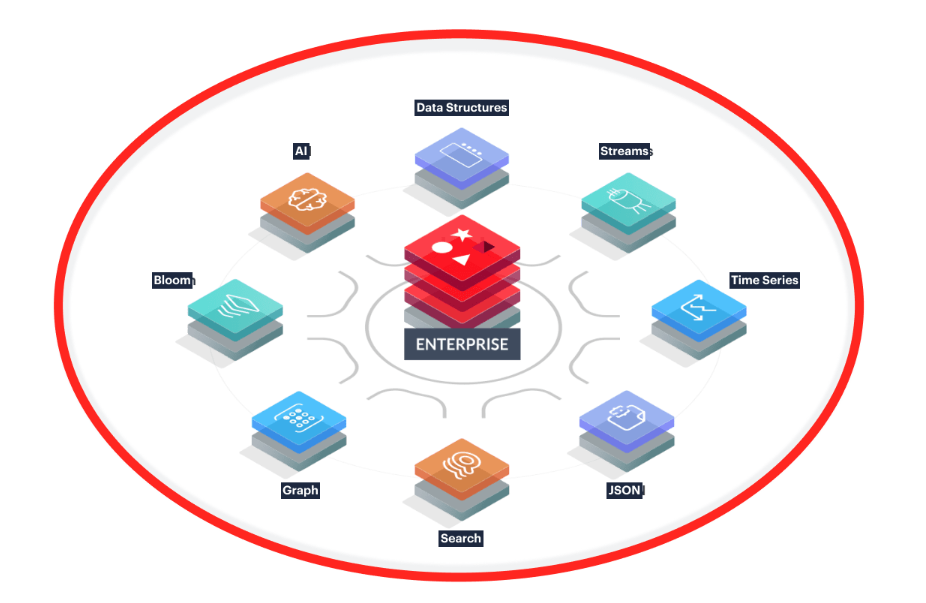 Data Structures
AI
Streams
Bloom
Time Series
ENTERPRISE
Graph
JSON
Search